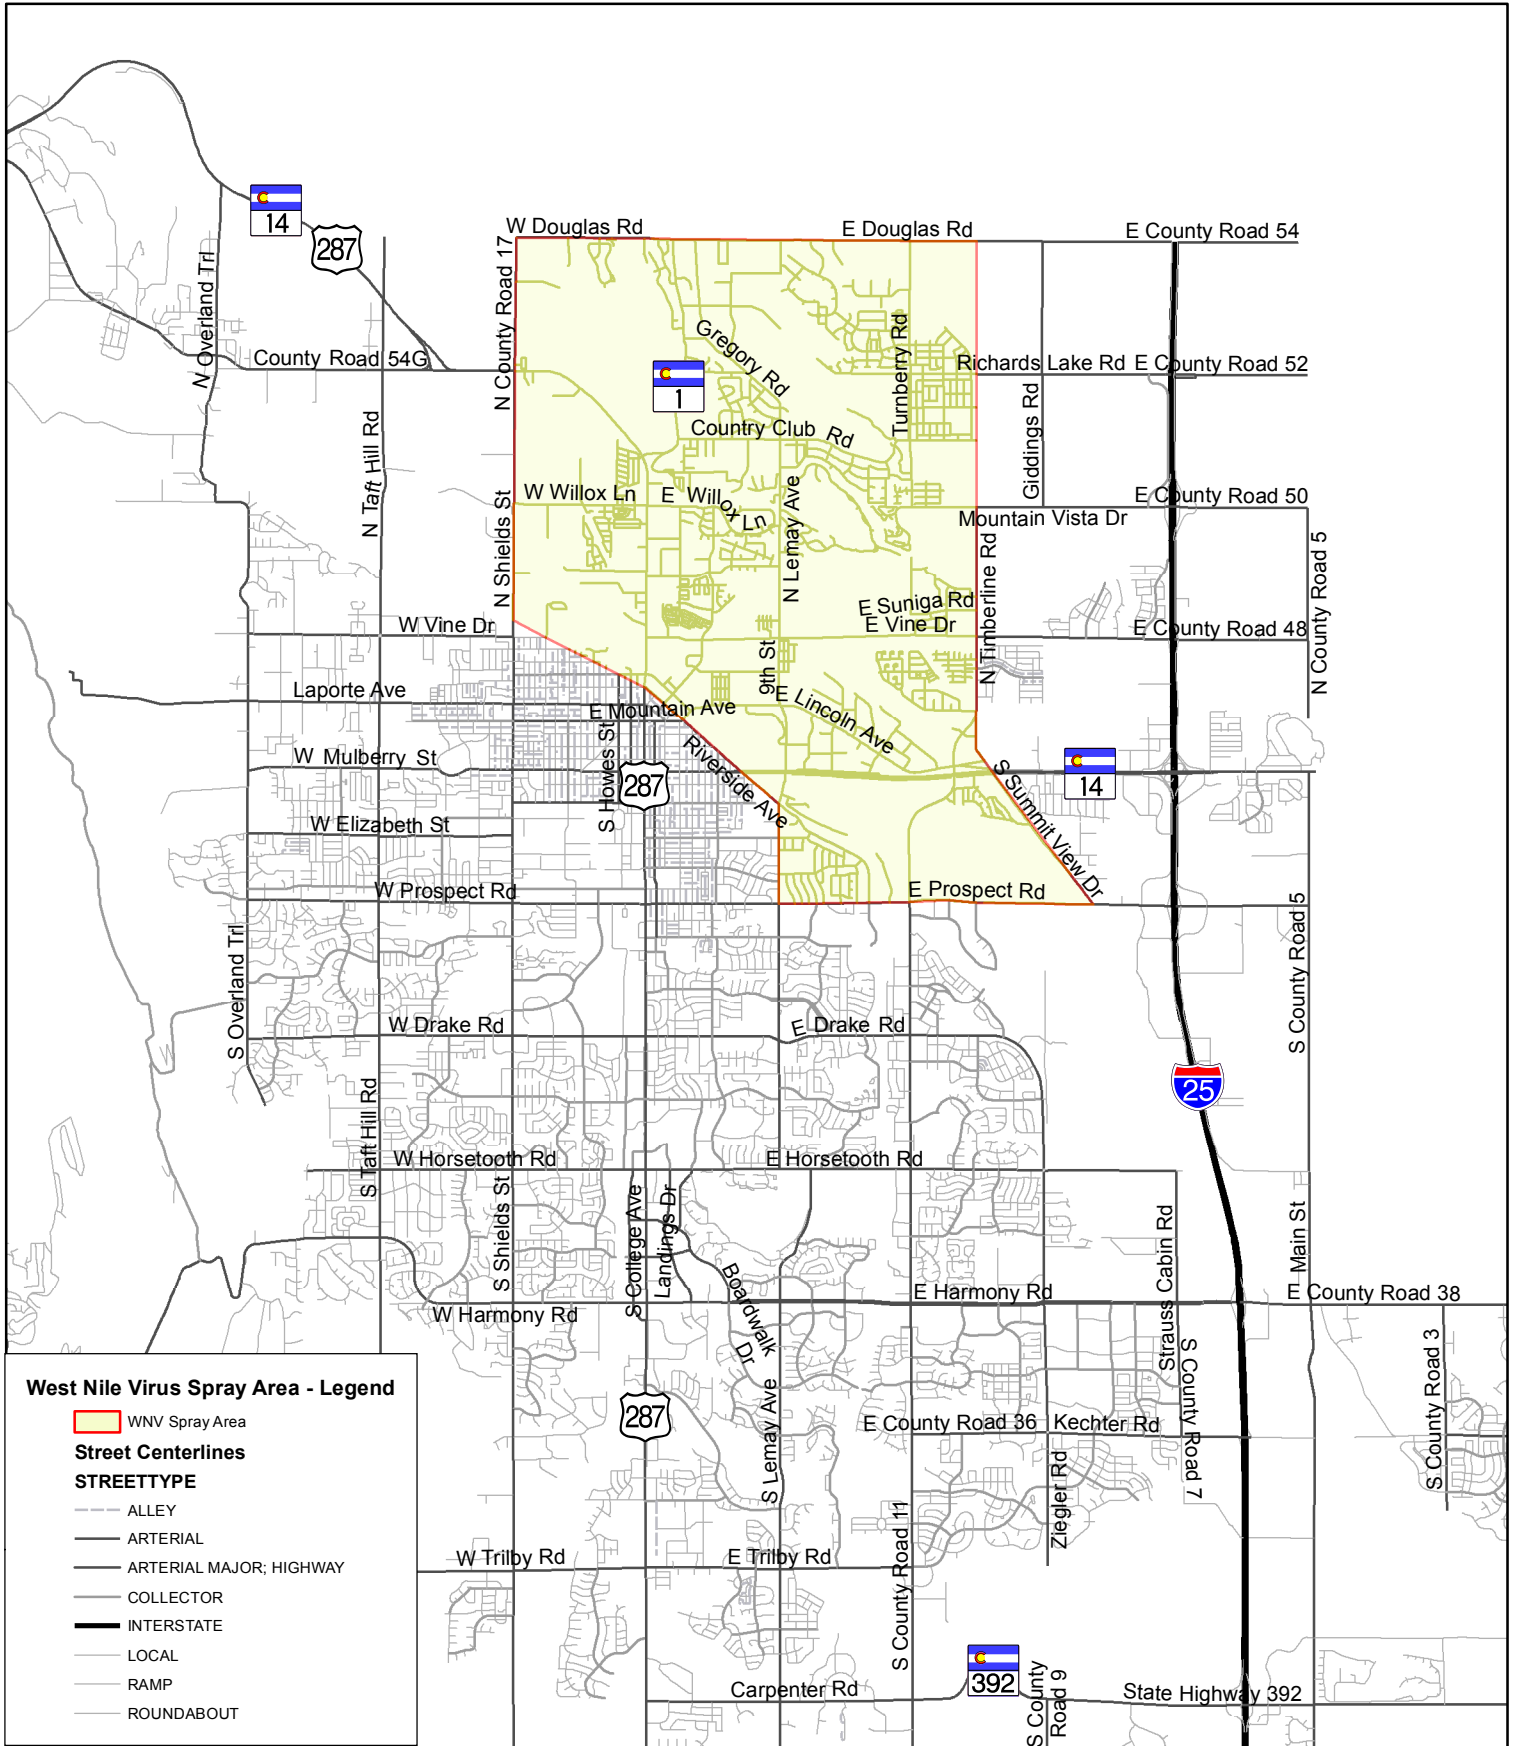 W Douglas Rd
E Douglas Rd
E County Road 54
14
287
N Overland Trl
N County Road 17
County Road 54G
Gregory Rd
Turnberry Rd
Richards Lake Rd
E County Road 52
1
Giddings Rd
Country Club Rd
N Taft Hill Rd
W Willox Ln
E Willox Ln
N Lemay Ave
E County Road 50
Mountain Vista Dr
N Shields St
N Timberline Rd
N County Road 5
E Suniga Rd
W Vine Dr
E Vine Dr
E County Road 48
9th St
Laporte Ave
E Mountain Ave
E Lincoln Ave
W Mulberry St
S Howes St
287
Riverside Ave
S Summit View Dr
14
W Elizabeth St
W Prospect Rd
E Prospect Rd
S Overland Trl
S County Road 5
W Drake Rd
E Drake Rd
25
S Taft Hill Rd
W Horsetooth Rd
E Horsetooth Rd
S Shields St
S College Ave
Landings Dr
Boardwalk Dr
Strauss Cabin Rd
Main St
W Harmony Rd
E Harmony Rd
E County Road 38
S County Road 7
S County Road 3
287
S Lemay Ave
E County Road 36
Kechter Rd
Ziegler Rd
S County Road 11
W Trilby Rd
E Trilby Rd
Carpenter Rd
392
S County Road 9
State Highway 392
West Nile Virus Spray Area - Legend
WNV Spray Area
Street Centerlines
STREETTYPE
ALLEY
ARTERIAL
ARTERIAL MAJOR; HIGHWAY
COLLECTOR
INTERSTATE
LOCAL
RAMP
ROUNDABOUT